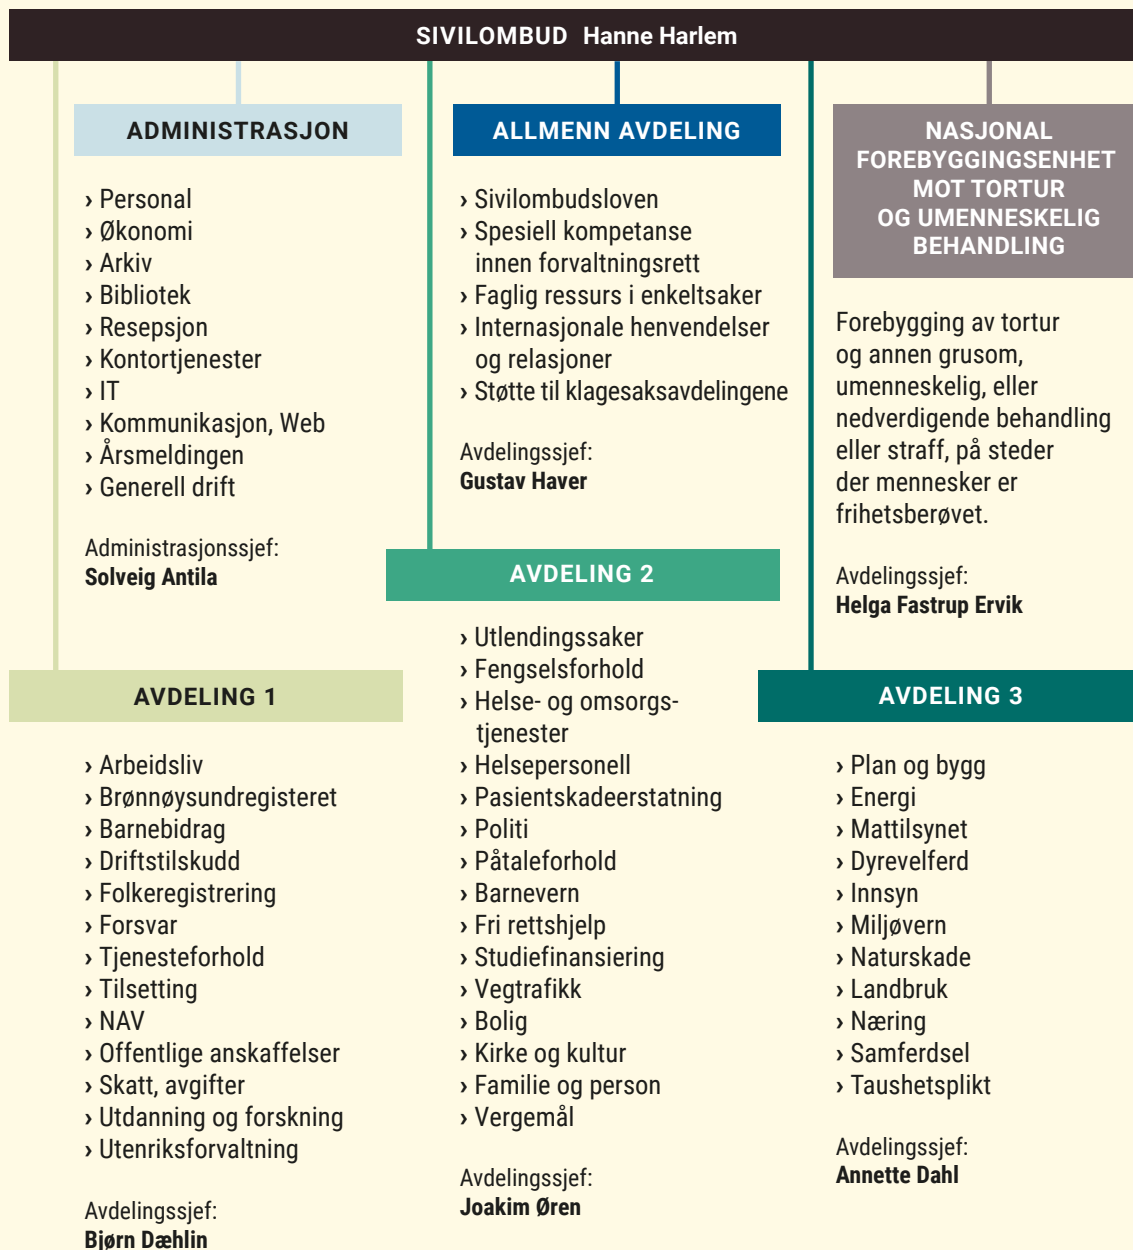 SIVILOMBUD Hanne Harlem
ADMINISTRASJON
› Personal
› Økonomi
› Arkiv
› Bibliotek
› Resepsjon
› Kontortjenester
› IT
› Kommunikasjon, Web
› Årsmeldingen
› Generell drift
Administrasjonssjef:
Solveig Antila
ALLMENN AVDELING
› Sivilombudsloven
› Spesiell kompetanse
innen forvaltningsrett
› Faglig ressurs i enkeltsaker
› Internasjonale henvendelser
og relasjoner
› Støtte til klagesaksavdelingene
Avdelingssjef:
Gustav Haver
NASJONAL
FOREBYGGINGSENHET
MOT TORTUR
OG UMENNESKELIG
BEHANDLING
Forebygging av tortur
og annen grusom,
umenneskelig, eller
nedverdigende behandling
eller straff, på steder
der mennesker er
frihetsberøvet.
Avdelingssjef:
Helga Fastrup Ervik
AVDELING 1
› Arbeidsliv
› Brønnøysundregisteret
› Barnebidrag
› Driftstilskudd
› Folkeregistrering
› Forsvar
› Tjenesteforhold
› Tilsetting
› NAV
› Offentlige anskaffelser
› Skatt, avgifter
› Utdanning og forskning
› Utenriksforvaltning
Avdelingssjef:
Bjørn Dæhlin
AVDELING 2
› Utlendingssaker
› Fengselsforhold
› Helse- og omsorgs-
tjenester
› Helsepersonell
› Pasientskadeerstatning
› Politi
› Påtaleforhold
› Barnevern
› Fri rettshjelp
› Studiefinansiering
› Vegtrafikk
› Bolig
› Kirke og kultur
› Familie og person
› Vergemål
Avdelingssjef:
Joakim Øren
AVDELING 3
› Plan og bygg
› Energi
› Mattilsynet
› Dyrevelferd
› Innsyn
› Miljøvern
› Naturskade
› Landbruk
› Næring
› Samferdsel
› Taushetsplikt
Avdelingssjef:
Annette Dahl